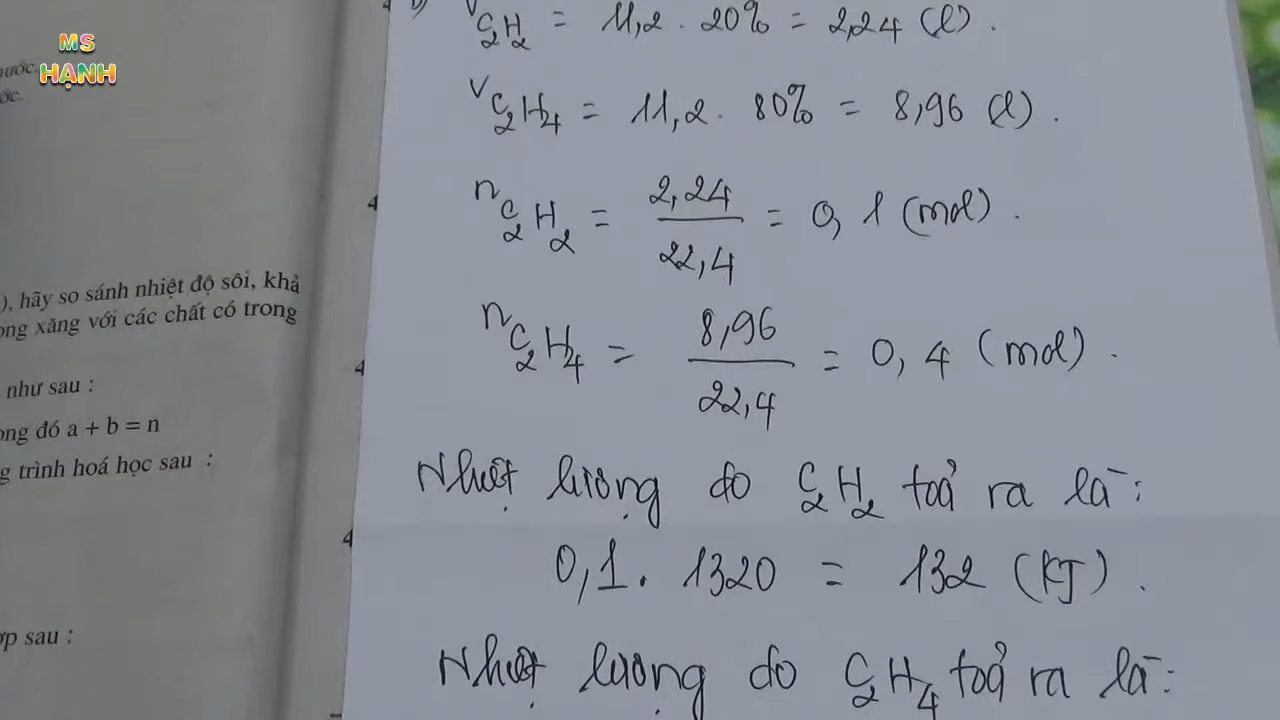 MS
HẠNH
nước
ớc.
), hãy so sánh nhiệt độ sôi, khả
ong xăng với các chất có trong
như sau :
ong đó a + b = n
g trình hoá học sau :
ợp sau :
b) V C₂H₂ = 11,2 . 20% = 2,24 (l).
V C₂H₄ = 11,2 . 80% = 8,96 (l).
n C₂H₂ = 2,24 / 22,4 = 0,1 (mol).
n C₂H₄ = 8,96 / 22,4 = 0,4 (mol).
Nhiệt lượng do C₂H₂ toả ra là:
0,1 . 1320 = 132 (kJ).
Nhiệt lượng do C₂H₄ toả ra là: